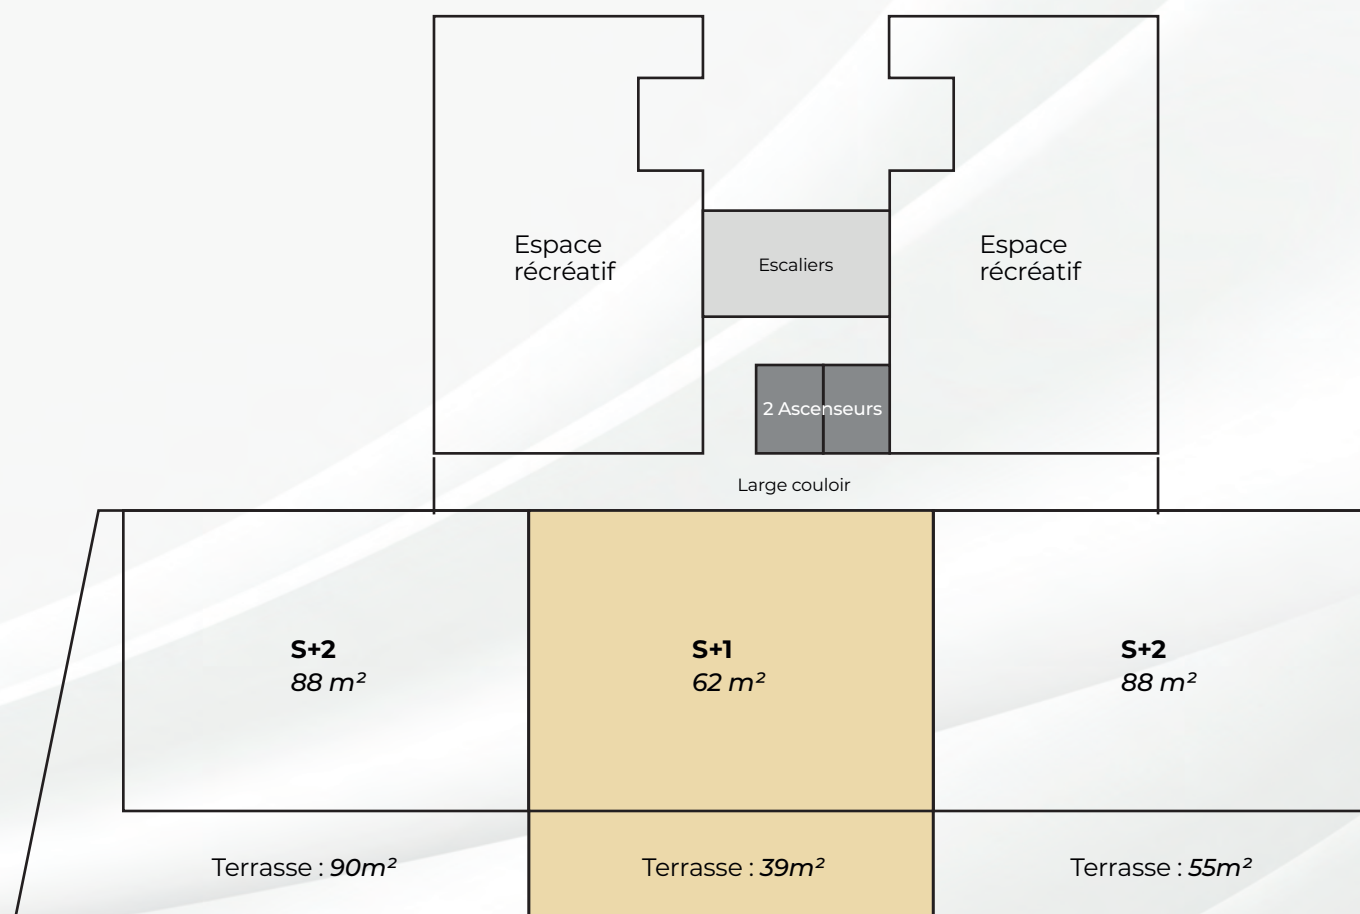 Espace
récréatif
Escaliers
Espace
récréatif
2 Ascenseurs
Large couloir
S+2
88 m²
S+1
62 m²
S+2
88 m²
Terrasse : 90m²
Terrasse : 39m²
Terrasse : 55m²